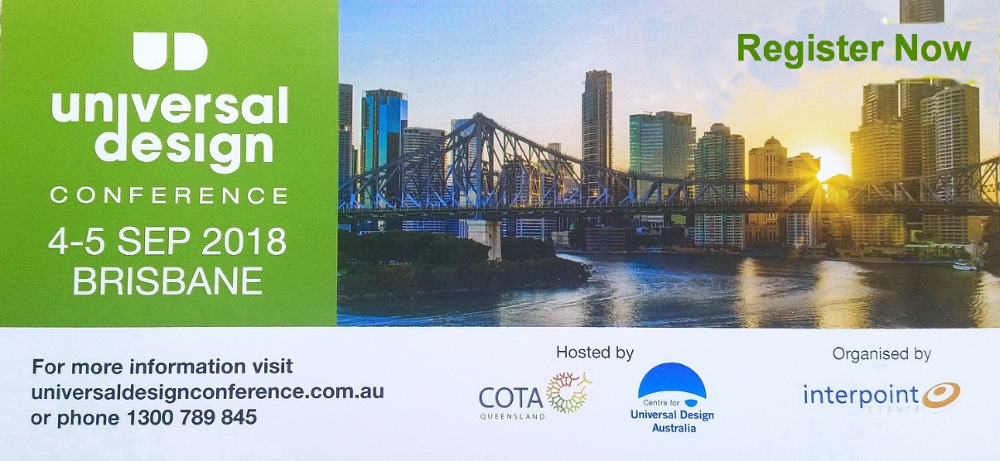 UD
universal
design
CONFERENCE
4-5 SEP 2018
BRISBANE
Register Now
For more information visit
universaldesignconference.com.au
or phone 1300 789 845
Hosted by
COTA
QUEENSLAND
Centre for
Universal Design
Australia
Organised by
interpoint
EVENTS